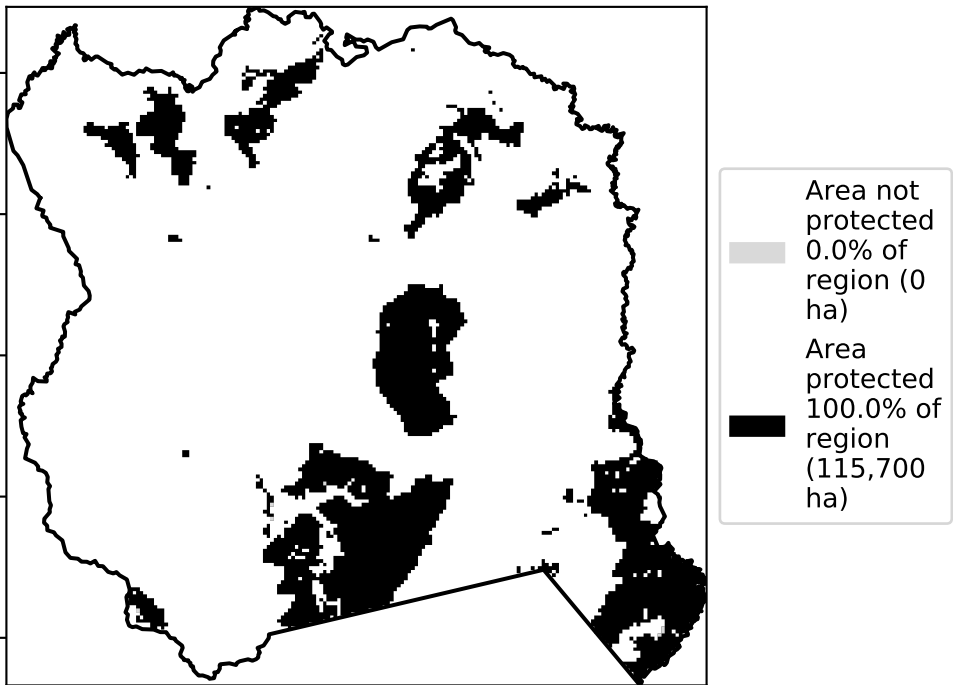 Area not
protected
0.0% of
region (0
ha)
Area
protected
100.0% of
region
(115,700
ha)